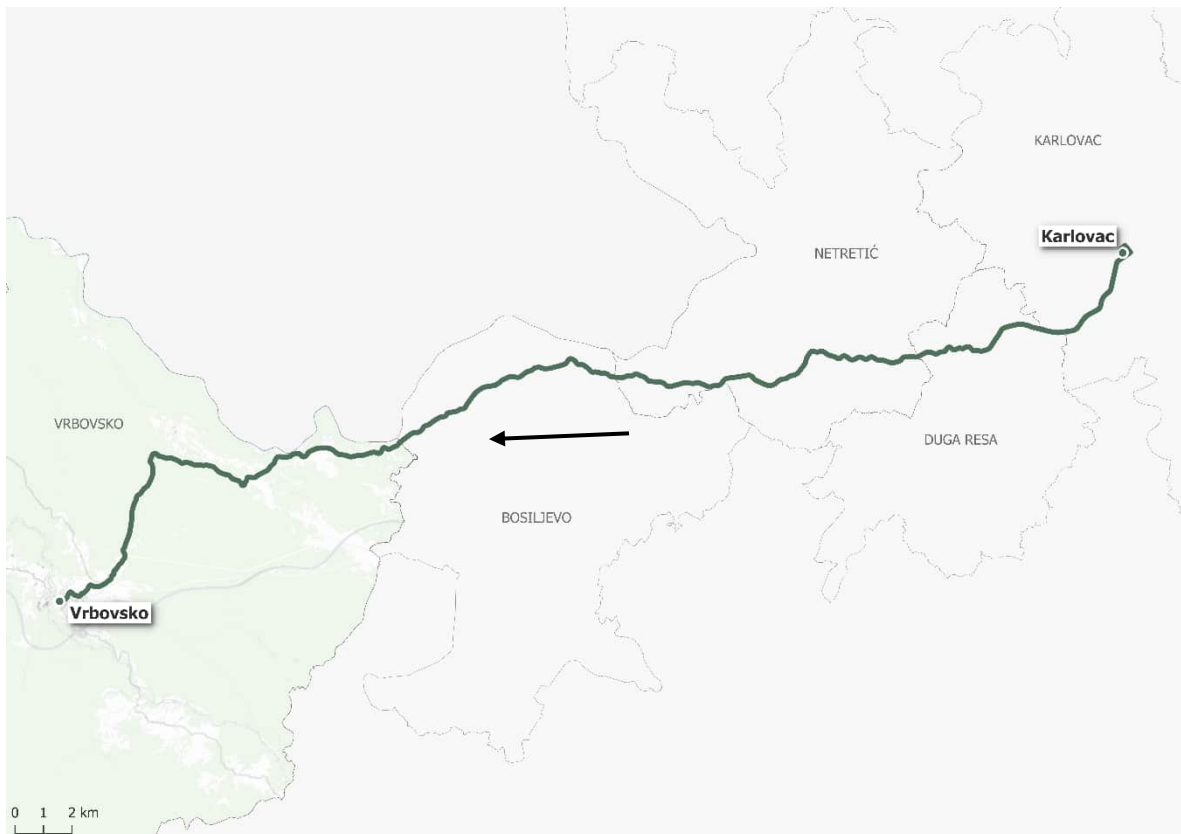 KARLOVAC
Karlovac
NETRETIĆ
VRBOVSKO
DUGA RESA
BOSILJEVO
Vrbovsko
0 1 2 km